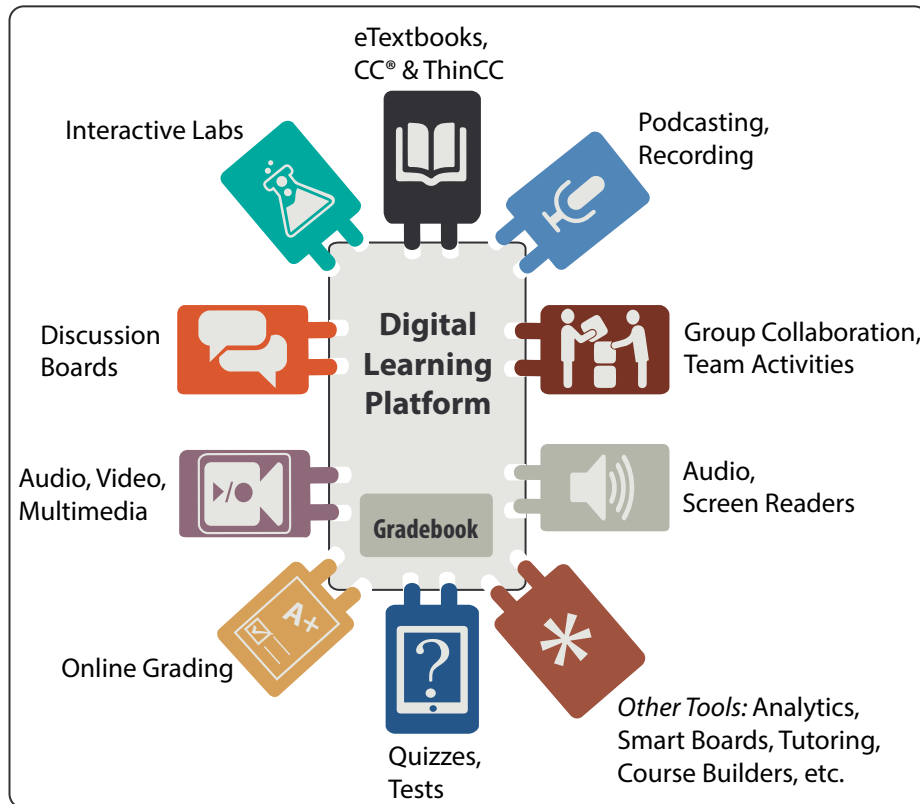 eTextbooks,
CC® & ThinCC
Interactive Labs
Podcasting,
Recording
Digital
Learning
Platform
Discussion
Boards
Group Collaboration,
Team Activities
Audio, Video,
Multimedia
Audio,
Screen Readers
Gradebook
A+
Online Grading
?
*
Quizzes,
Tests
Other Tools: Analytics,
Smart Boards, Tutoring,
Course Builders, etc.